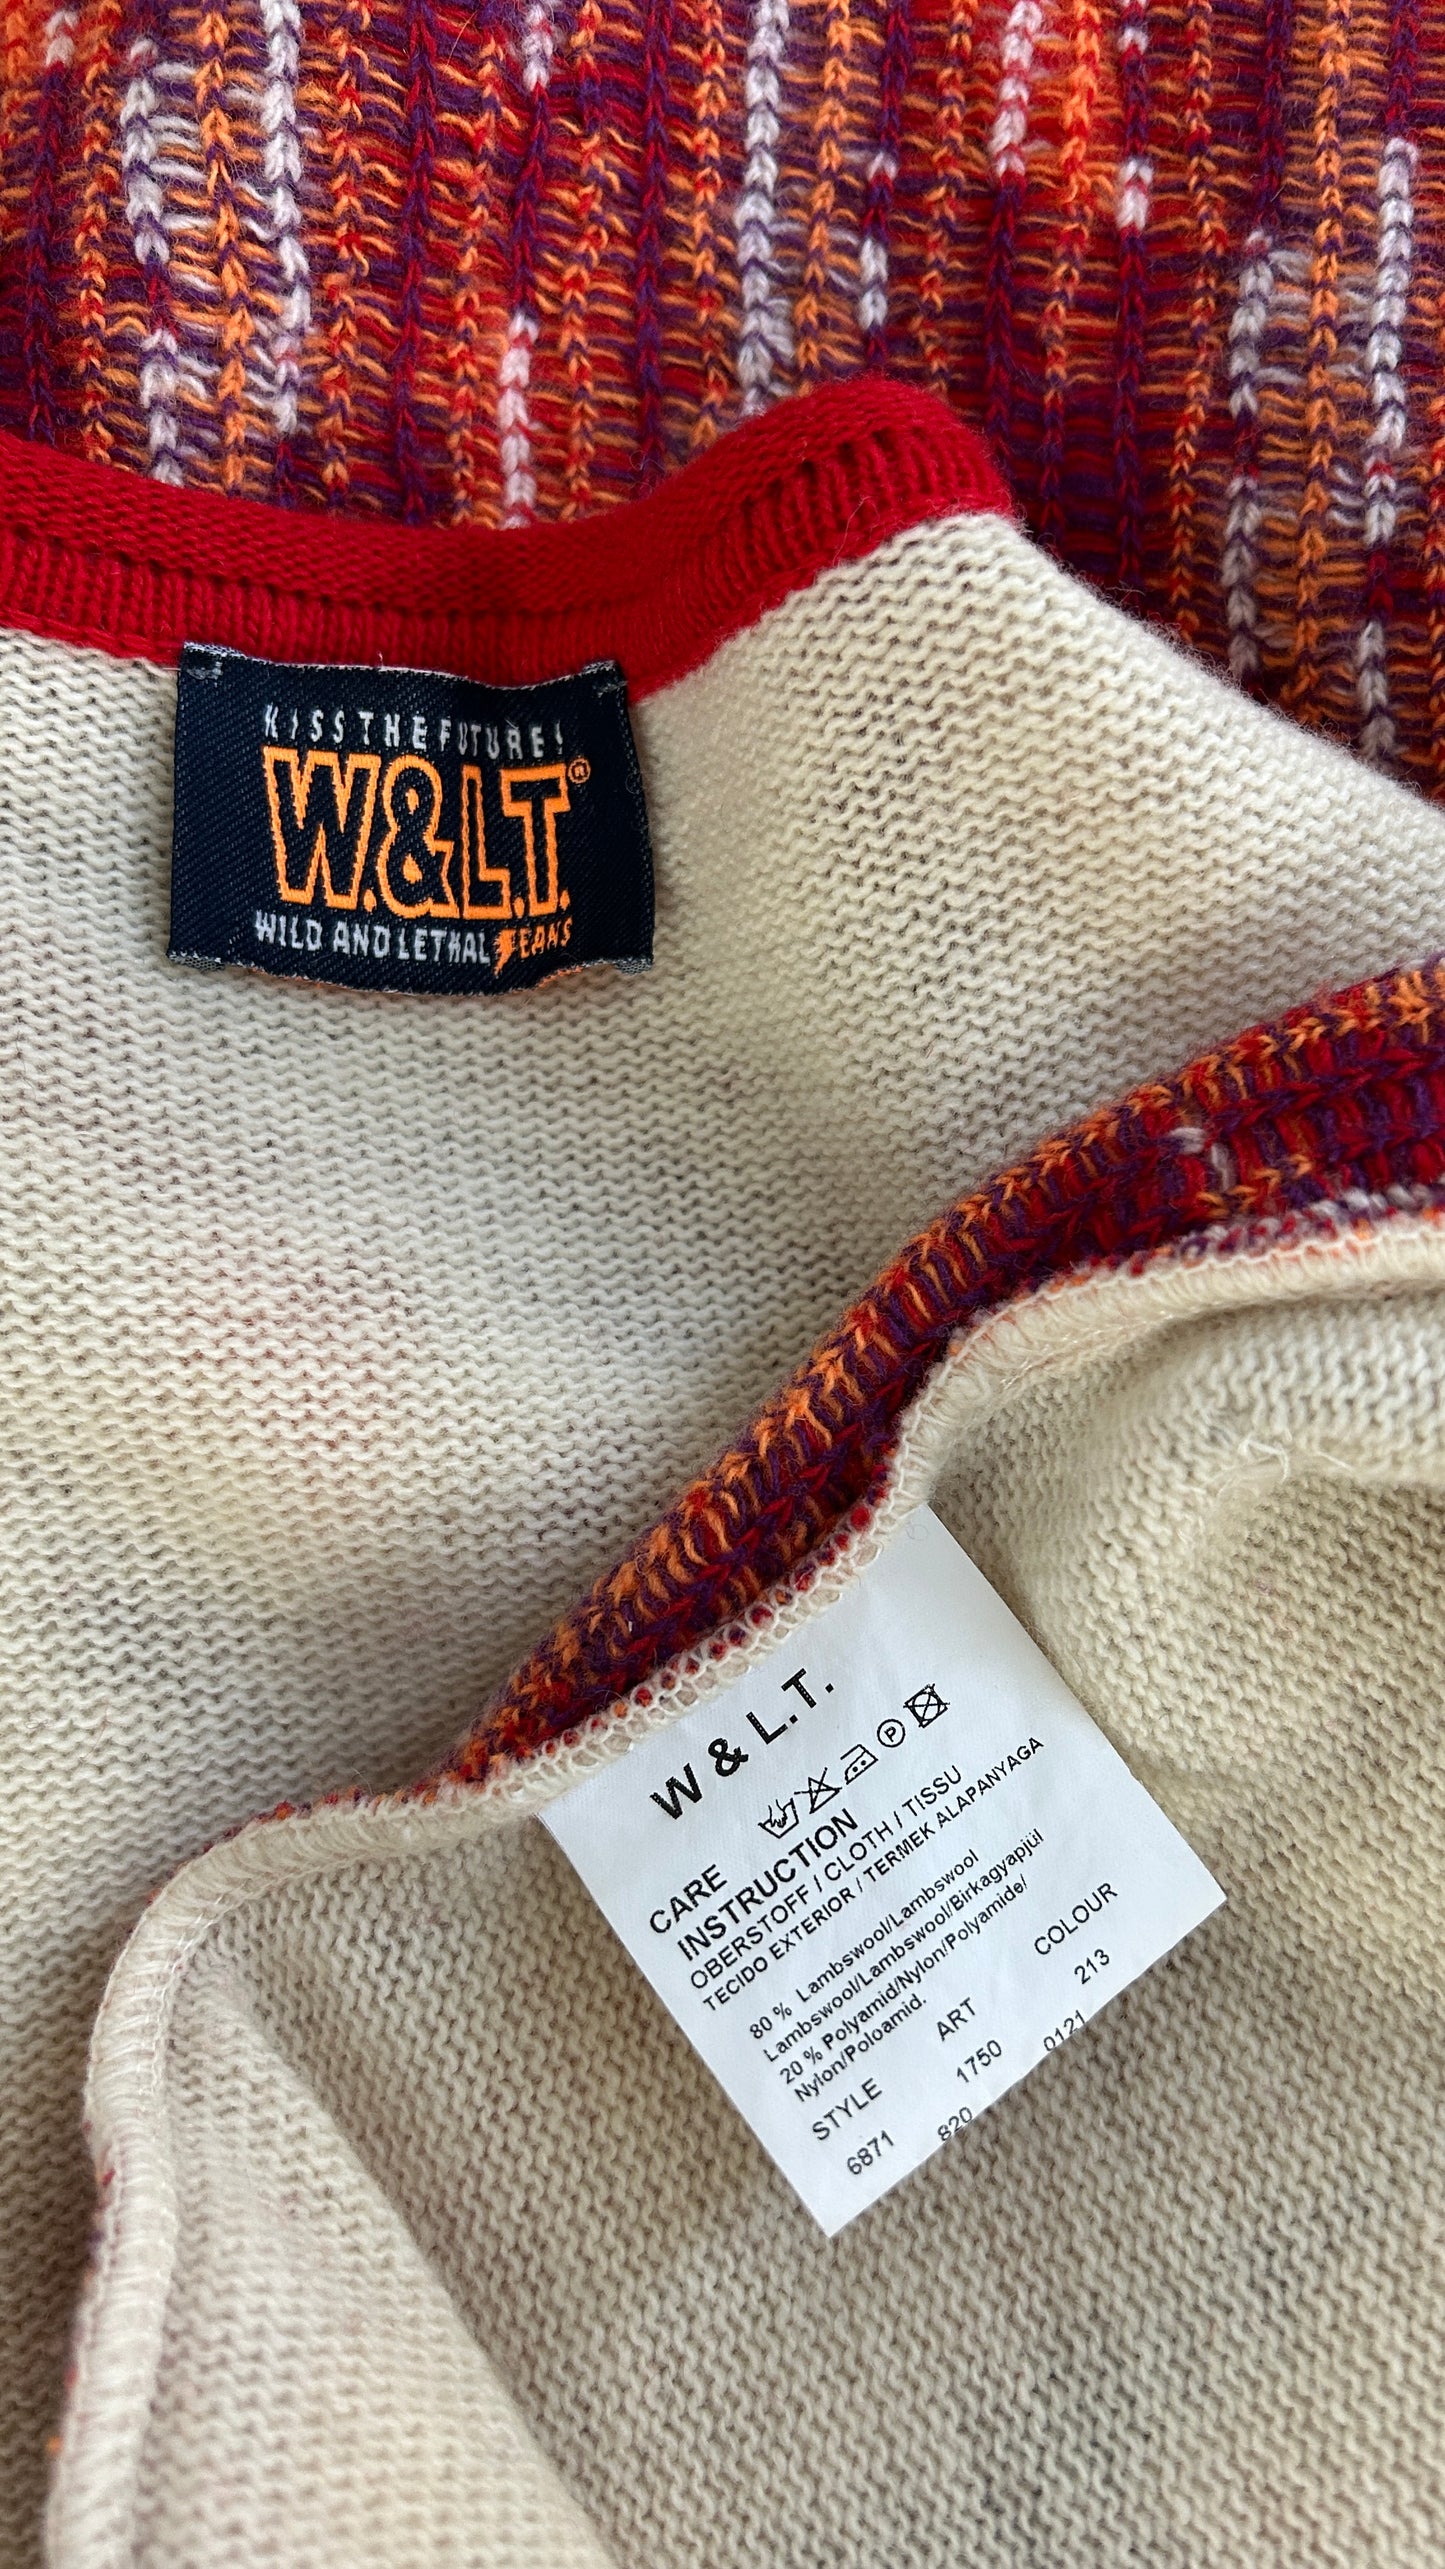 KISS THE FUTURE!
W.&L.T.®
WILD AND LETHAL JEANS
W & L.T.
P
CARE
INSTRUCTION
OBERSTOFF / CLOTH / TISSU
TECIDO EXTERIOR / TERMEK ALAPANYAGA
80 % Lambswool/Lambswool
Lambswool/Lambswool/Birkagyapjül
20 % Polyamid/Nylon/Polyamide/
Nylon/Poloamid.
STYLE ART COLOUR
6871 1750 213
820 0121